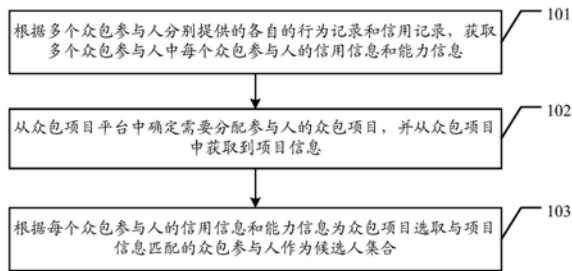 101
根据多个众包参与人分别提供的各自的行为记录和信用记录，获取
多个众包参与人中每个众包参与人的信用信息和能力信息
102
从众包项目平台中确定需要分配参与人的众包项目，并从众包项目
中获取到项目信息
103
根据每个众包参与人的信用信息和能力信息为众包项目选取与项目
信息匹配的众包参与人作为候选人集合